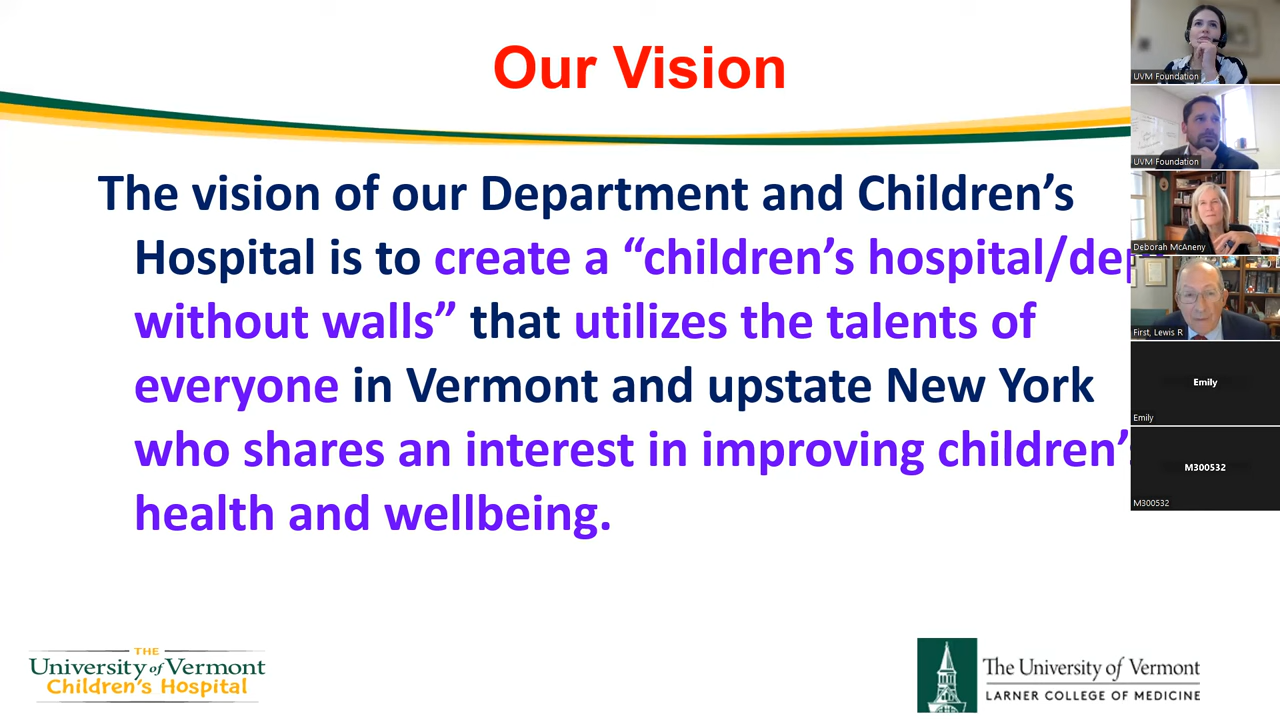 Our Vision
The vision of our Department and Children’s
Hospital is to create a “children’s hospital/dep
without walls” that utilizes the talents of
everyone in Vermont and upstate New York
who shares an interest in improving children’s
health and wellbeing.
UVM Foundation
UVM Foundation
Deborah McAneny
First, Lewis R
Emily
Emily
M300532
M300532
THE
University of Vermont
Children's Hospital
The University of Vermont
LARNER COLLEGE OF MEDICINE